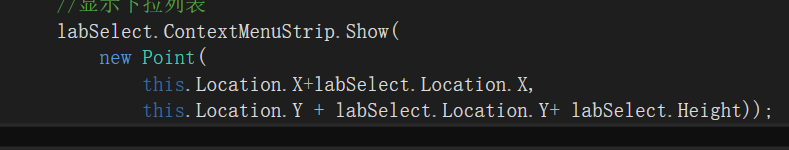 //显示下拉列表
labSelect.ContextMenuStrip.Show(
new Point(
this.Location.X+labSelect.Location.X,
this.Location.Y + labSelect.Location.Y+ labSelect.Height));